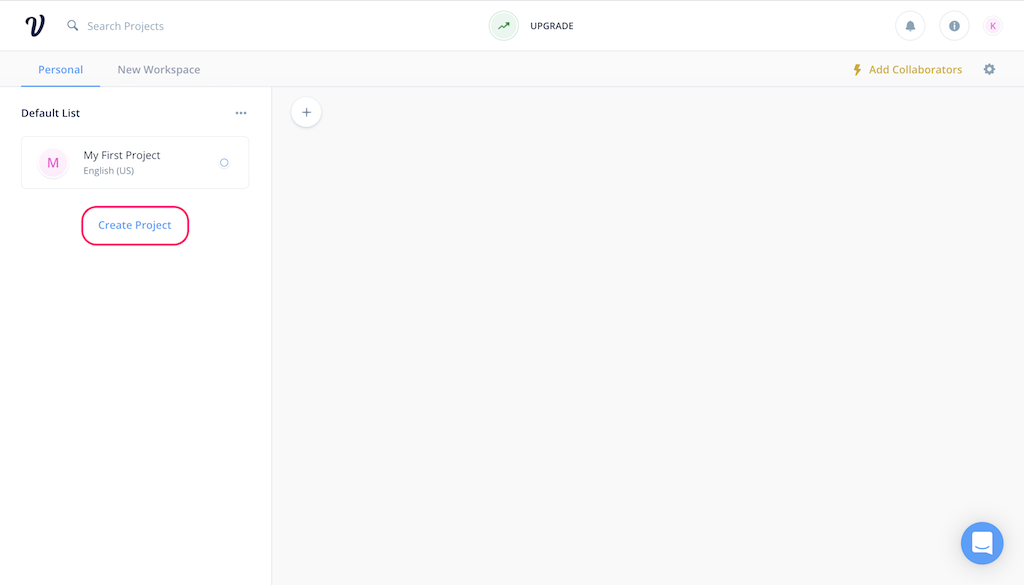 Search Projects
UPGRADE
K
Personal
New Workspace
Add Collaborators
Default List
M
My First Project
English (US)
Create Project